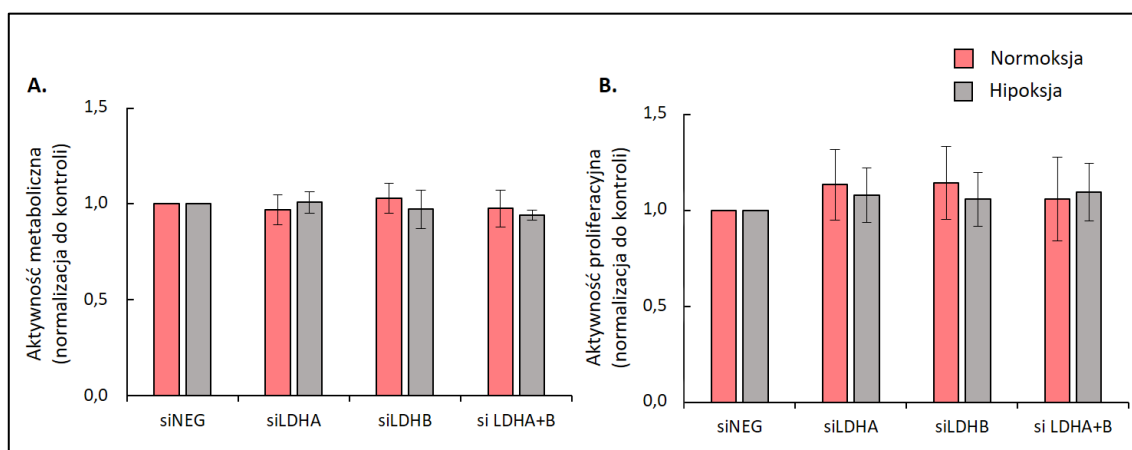 Normoksja
Hipoksja
A.
Aktywność metaboliczna
(normalizacja do kontroli)
1,5
1,0
0,5
0,0
siNEG
siLDHA
siLDHB
si LDHA+B
B.
Aktywność proliferacyjna
(normalizacja do kontroli)
1,5
1,0
0,5
0,0
siNEG
siLDHA
siLDHB
si LDHA+B